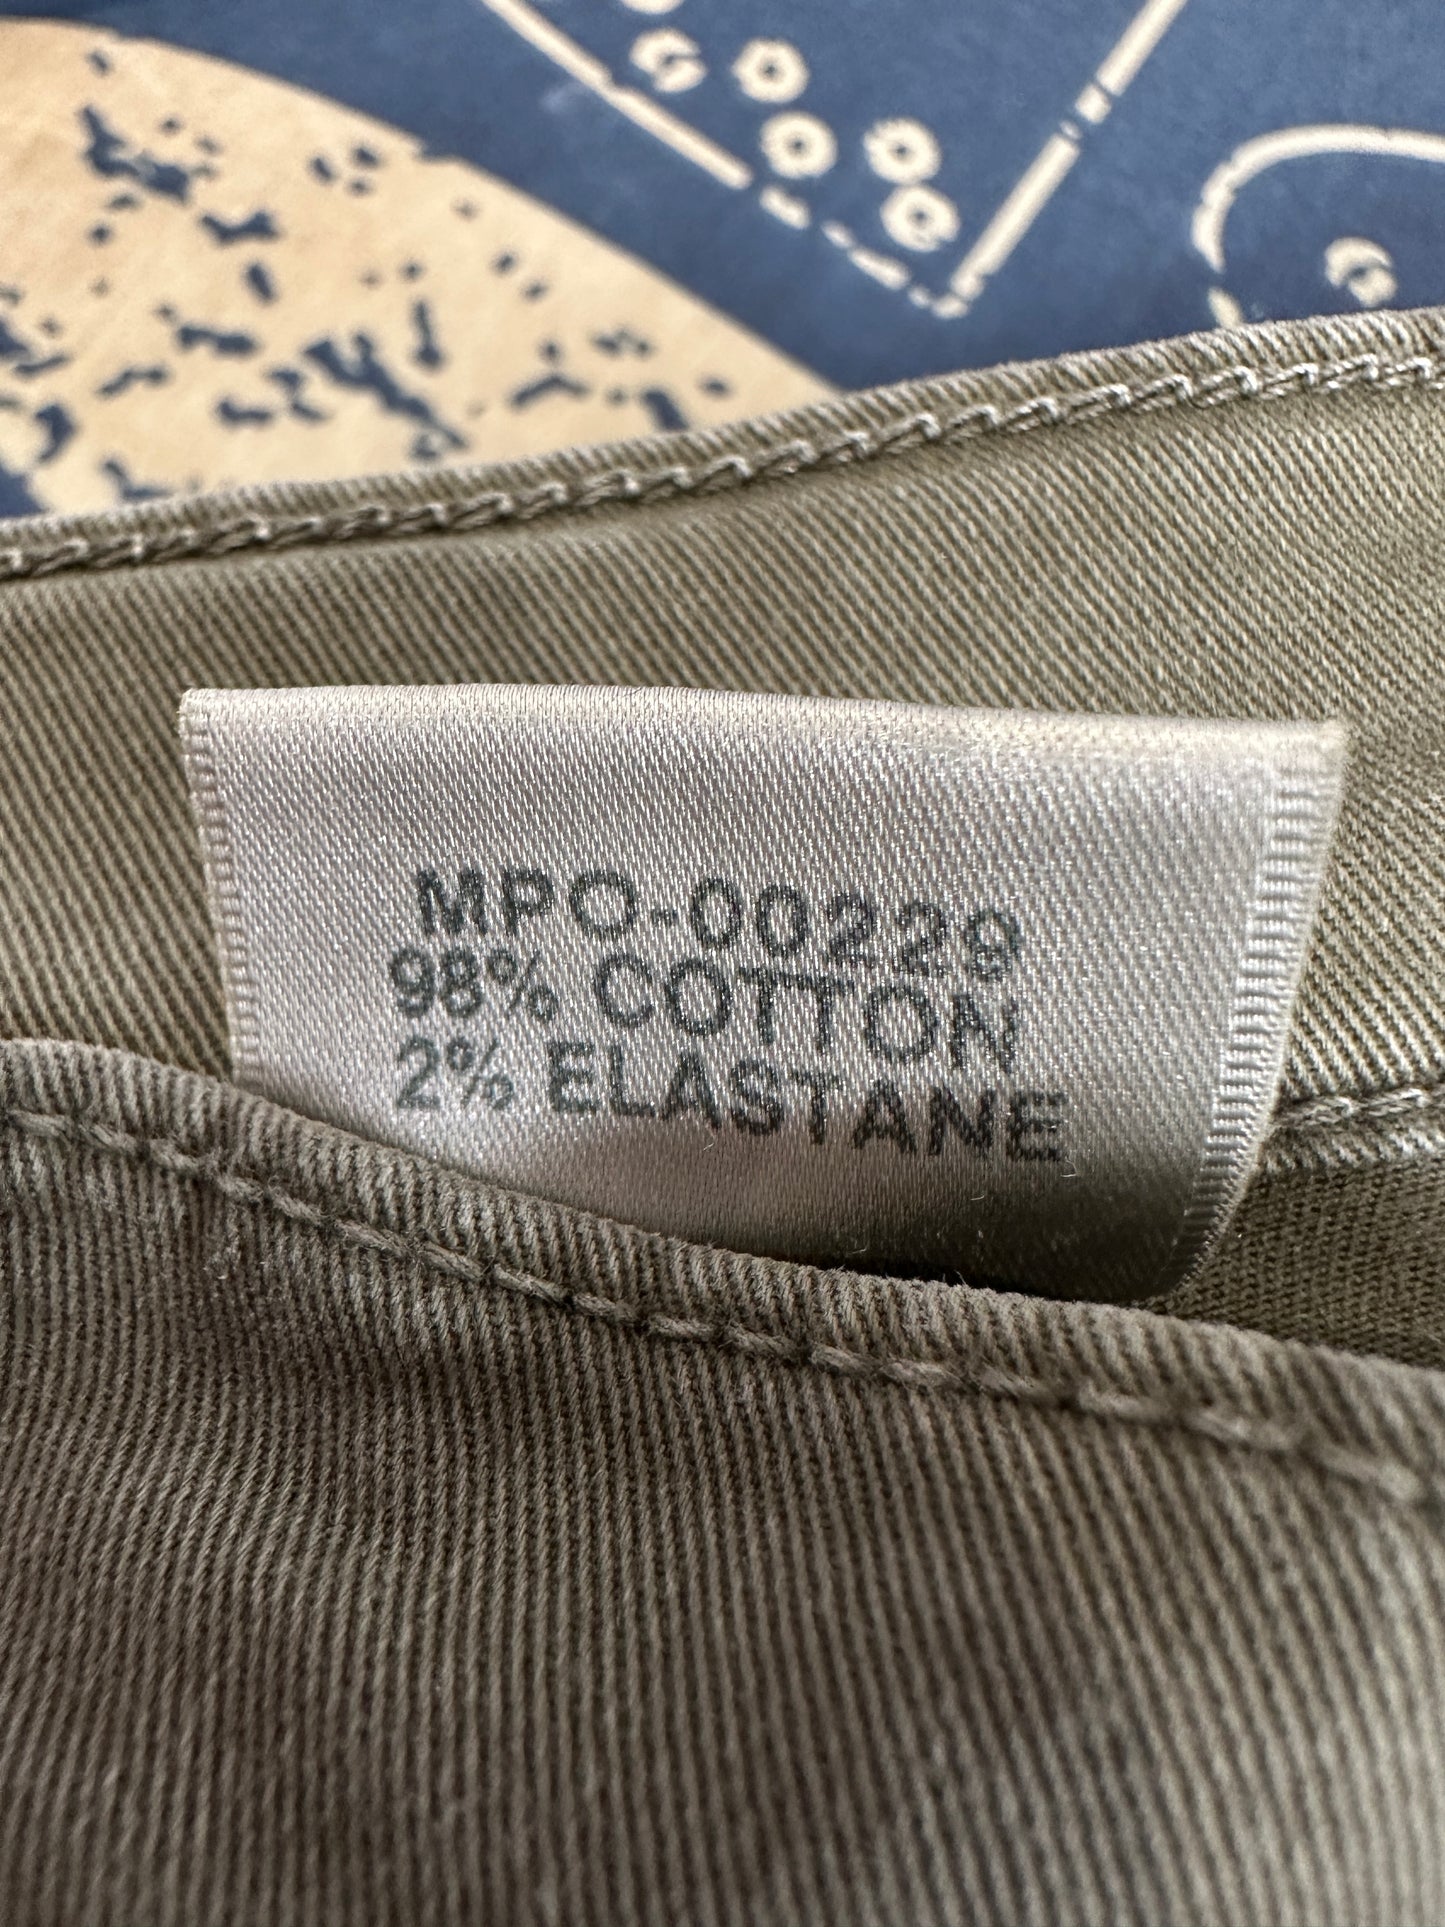 MPO-00229
98% COTTON
2% ELASTANE